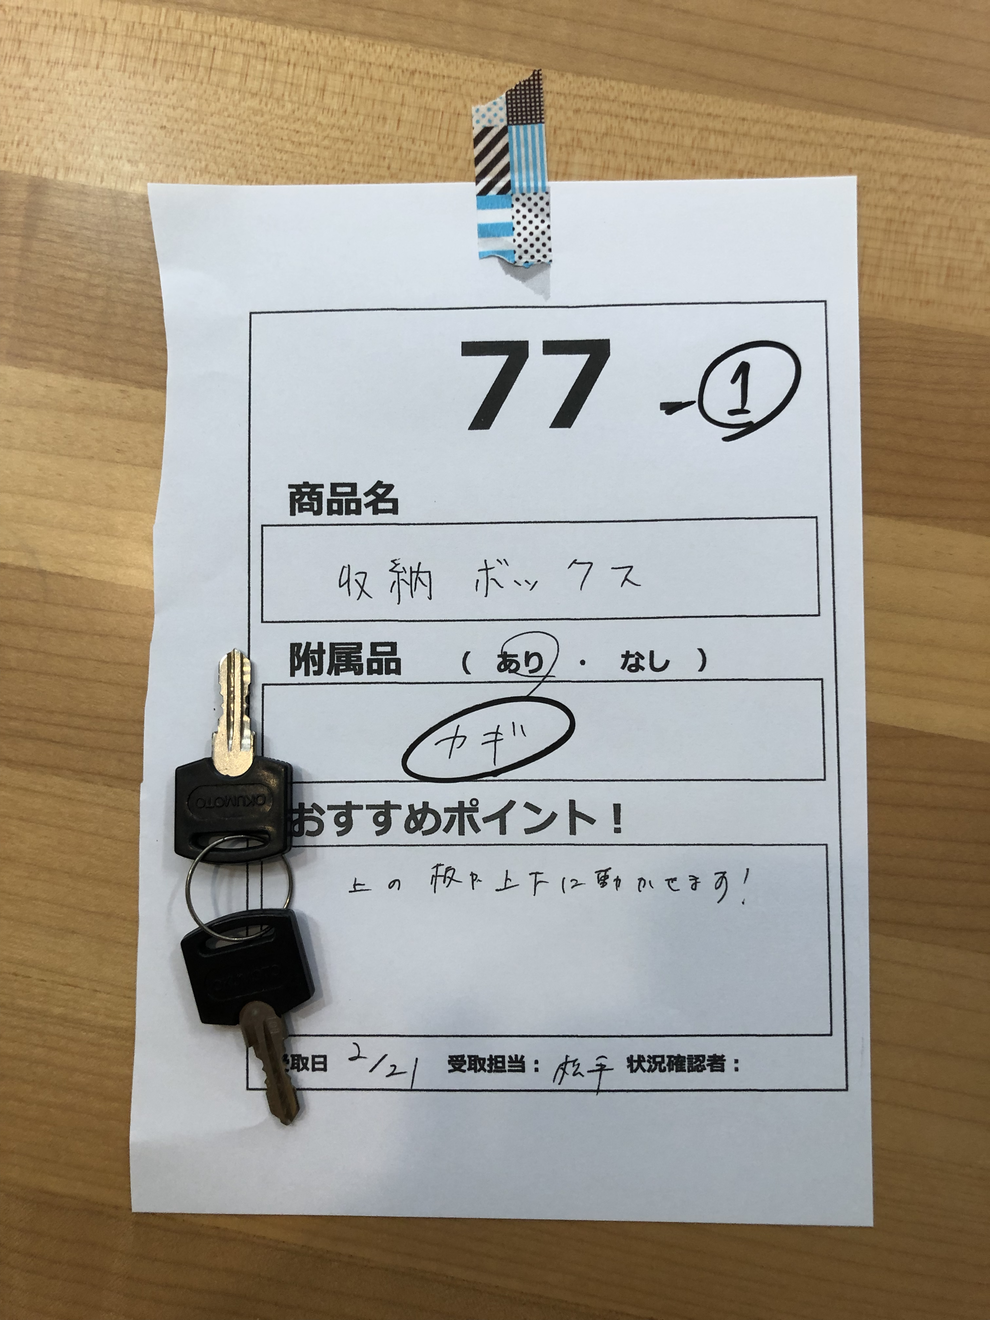 77 -①
商品名
収納 ボックス
附属品 ( あり ・ なし )
カギ
おすすめポイント！
上の 板が上下に動かせます！
受取日 2/21 受取担当： 状況確認者：
OKUMOTO